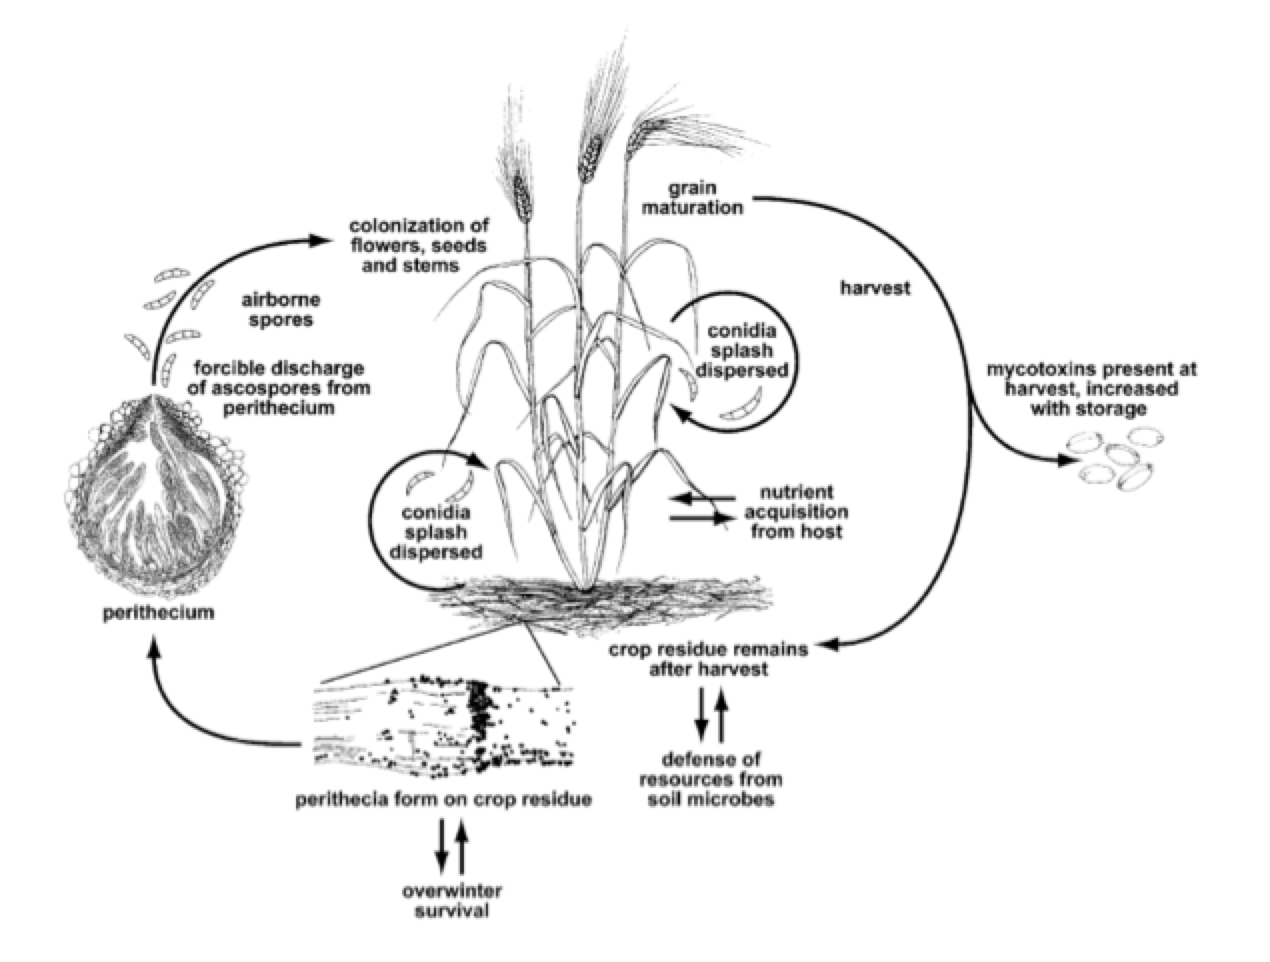 grain
maturation
colonization of
flowers, seeds
and stems
airborne
spores
harvest
conidia
splash
dispersed
forcible discharge
of ascospores from
perithecium
mycotoxins present at
harvest, increased
with storage
conidia
splash
dispersed
nutrient
acquisition
from host
perithecium
crop residue remains
after harvest
defense of
resources from
soil microbes
perithecia form on crop residue
overwinter
survival